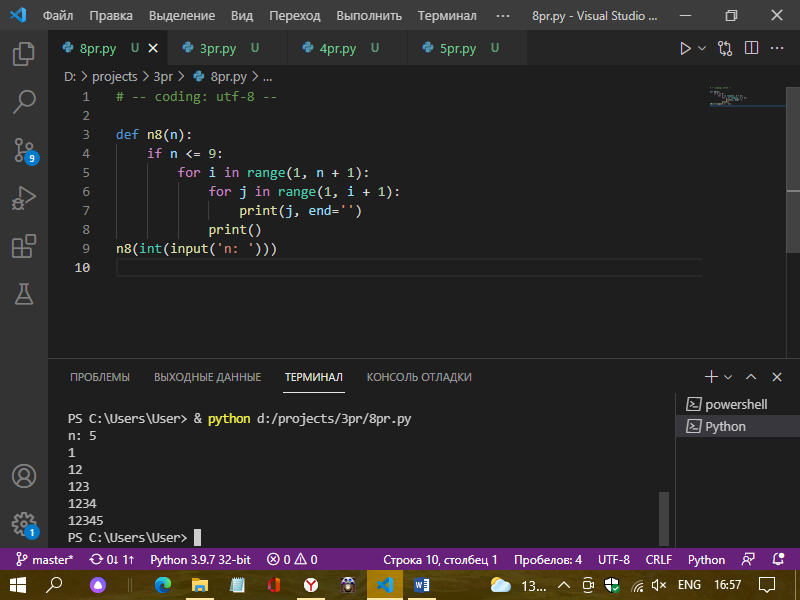 Файл Правка Выделение Вид Переход Выполнить Терминал ··· 8pr.py - Visual Studio ...
8pr.py U 3pr.py U 4pr.py U 5pr.py U
D: > projects > 3pr > 8pr.py > ...
1 # -- coding: utf-8 --
2
3 def n8(n):
4 if n <= 9:
5 for i in range(1, n + 1):
6 for j in range(1, i + 1):
7 print(j, end='')
8 print()
9 n8(int(input('n: ')))
10
9
1
ПРОБЛЕМЫ ВЫХОДНЫЕ ДАННЫЕ ТЕРМИНАЛ КОНСОЛЬ ОТЛАДКИ
powershell
Python
PS C:\Users\User> & python d:/projects/3pr/8pr.py
n: 5
1
12
123
1234
12345
PS C:\Users\User>
master* 0↓ 1↑ Python 3.9.7 32-bit 0 0 Строка 10, столбец 1 Пробелов: 4 UTF-8 CRLF Python
13... ENG 16:57